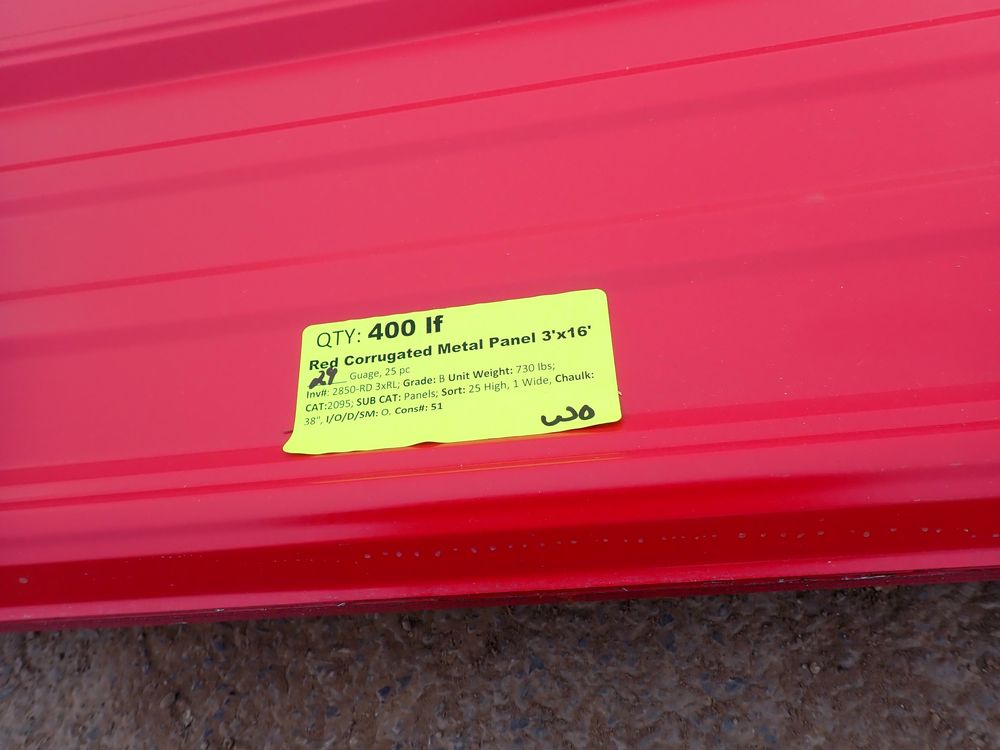 QTY: 400 lf
Red Corrugated Metal Panel 3'x16'
29 Guage, 25 pc
Inv#: 2850-RD 3xRL; Grade: B Unit Weight: 730 lbs;
CAT:2095; SUB CAT: Panels; Sort: 25 High, 1 Wide, Chaulk:
38", I/O/D/SM: O. Cons#: 51